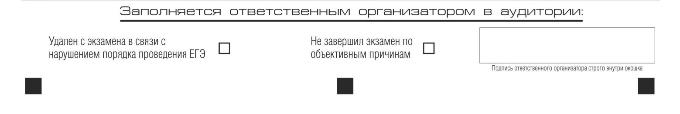 Заполняется ответственным организатором в аудитории:
Удален с экзамена в связи с
нарушением порядка проведения ЕГЭ
Не завершил экзамен по
объективным причинам
Подпись ответственного организатора строго внутри окошка